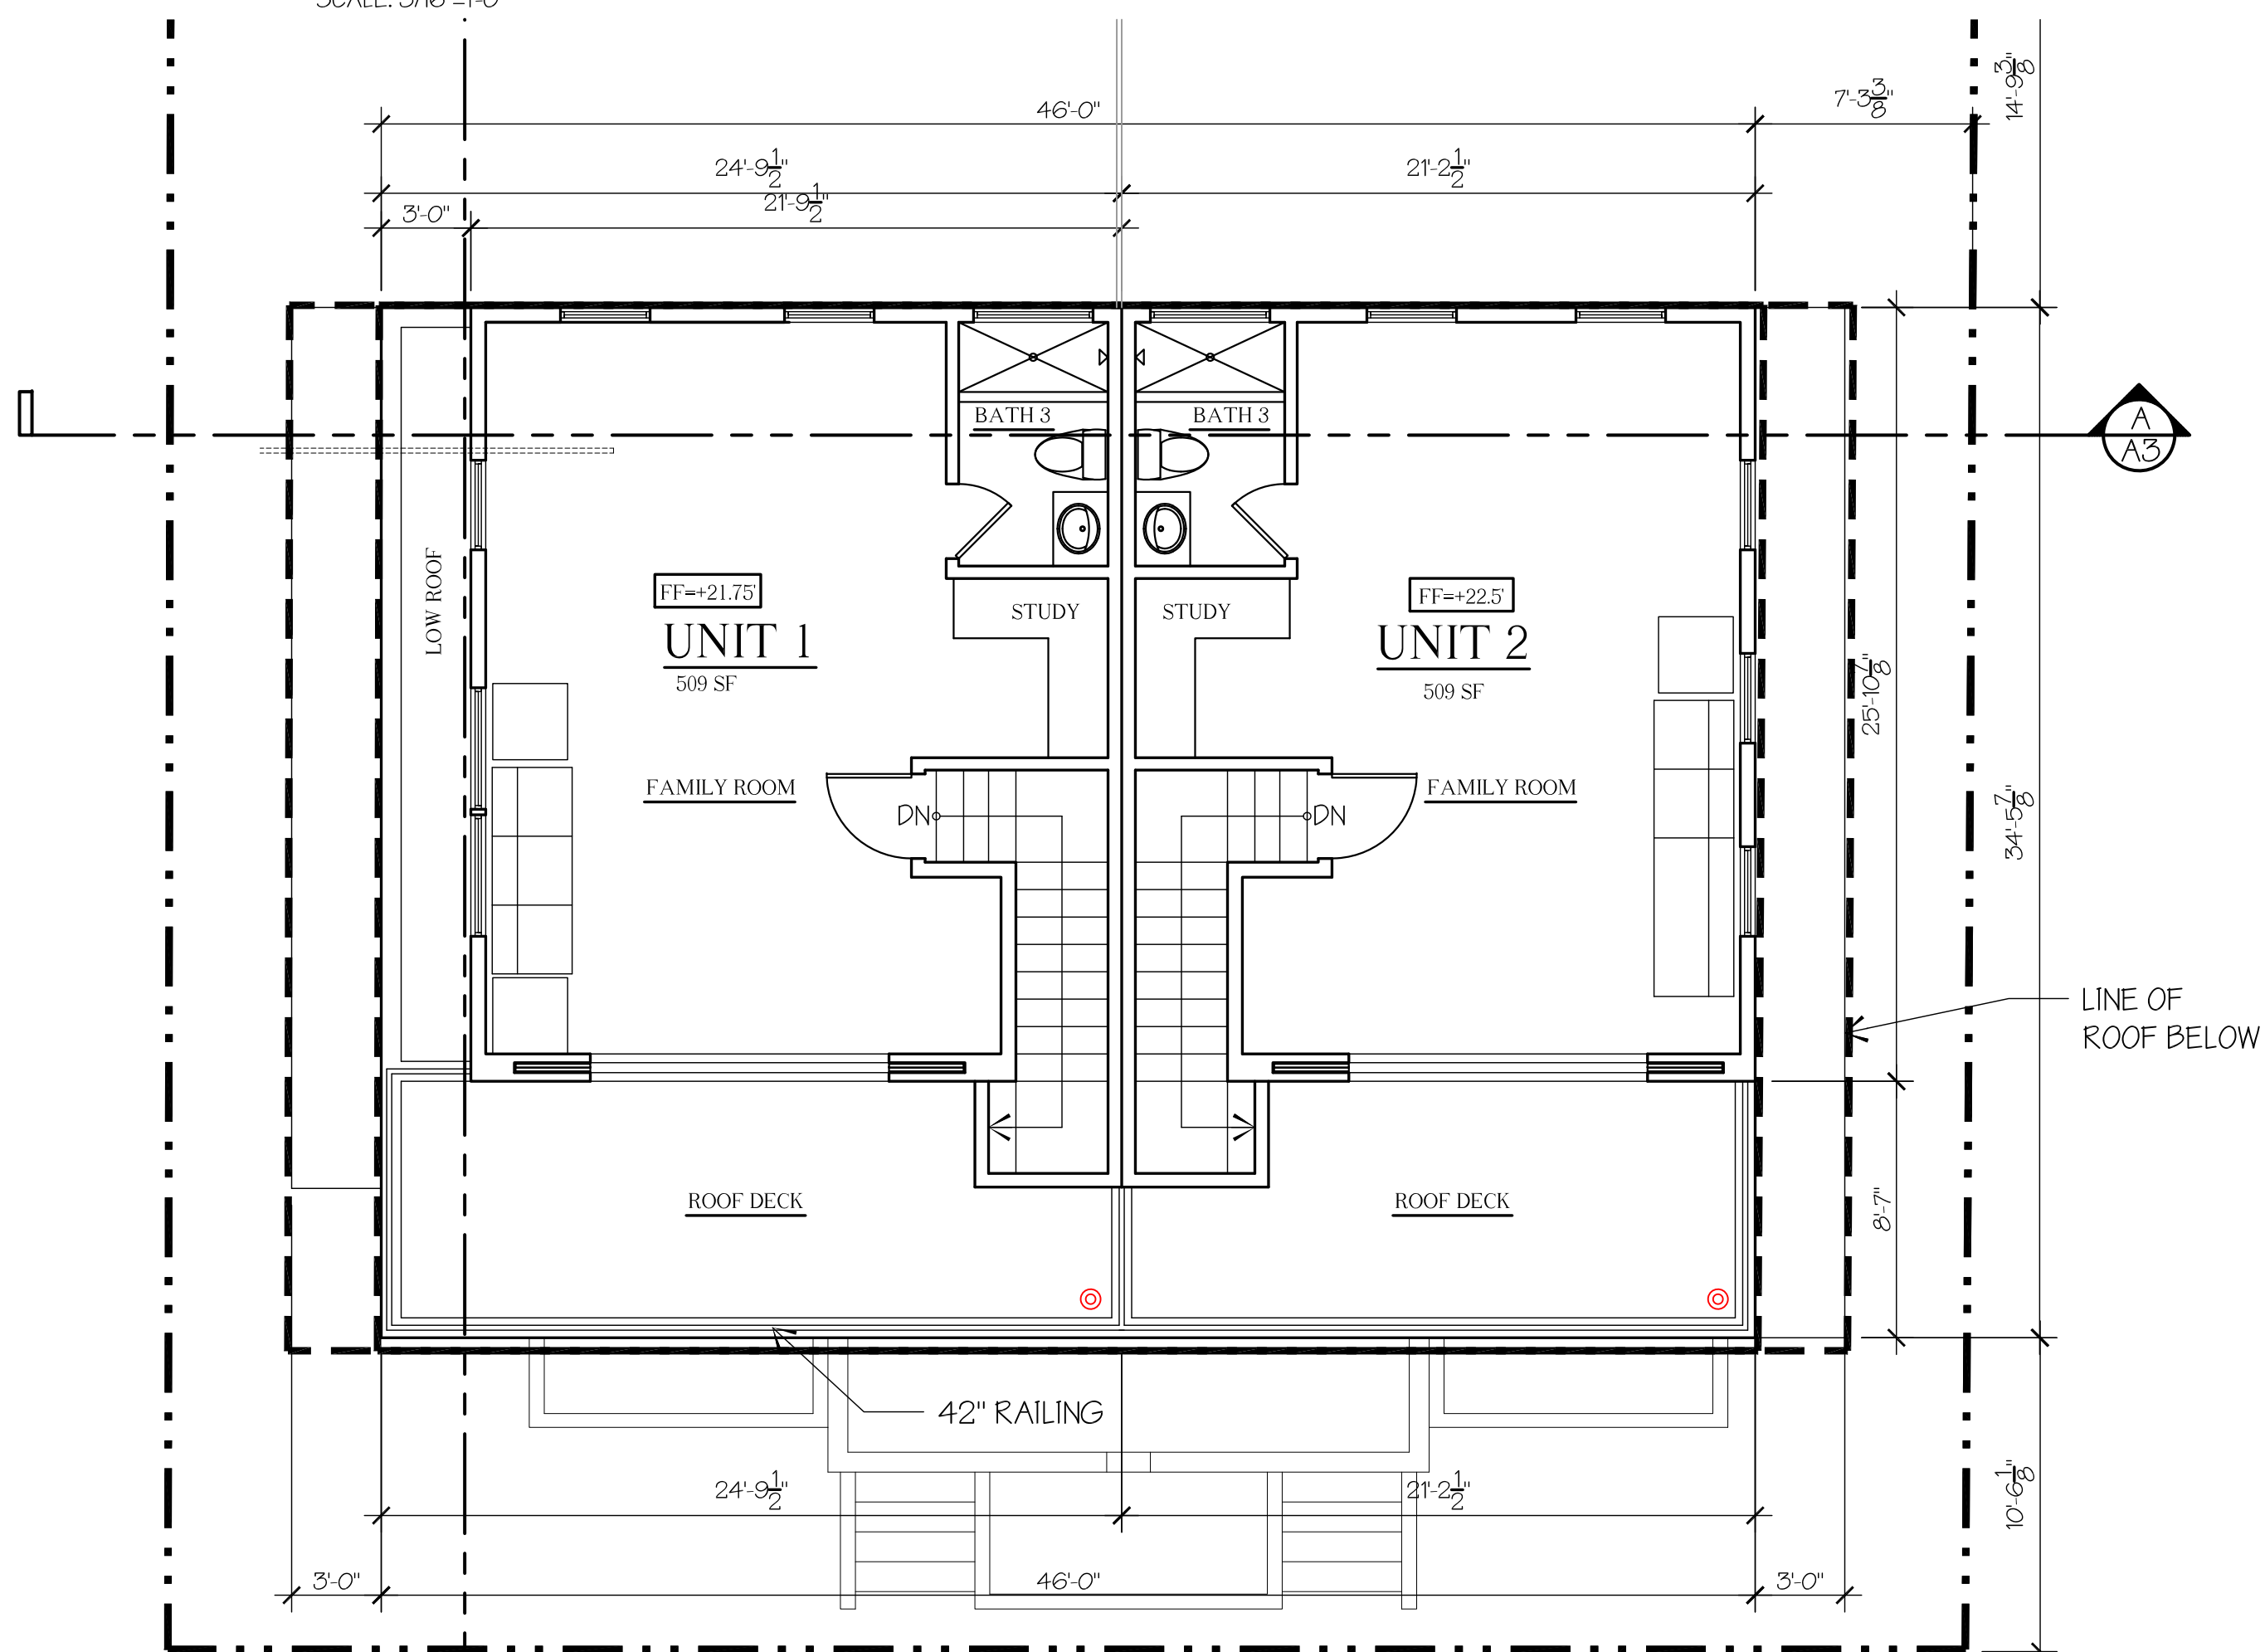 46'-0"
7'-3 3/8"
14'-9 3/8"
24'-9 1/2"
21'-2 1/2"
3'-0"
21'-9 1/2"
BATH 3
BATH 3
A
A3
LOW ROOF
FF=+21.75'
UNIT 1
509 SF
STUDY
STUDY
FF=+22.5'
UNIT 2
509 SF
25'-10 7/8"
34'-5 7/8"
FAMILY ROOM
FAMILY ROOM
DN
DN
LINE OF
ROOF BELOW
ROOF DECK
ROOF DECK
8'-7"
42" RAILING
24'-9 1/2"
21'-2 1/2"
10'-6 1/8"
3'-0"
46'-0"
3'-0"